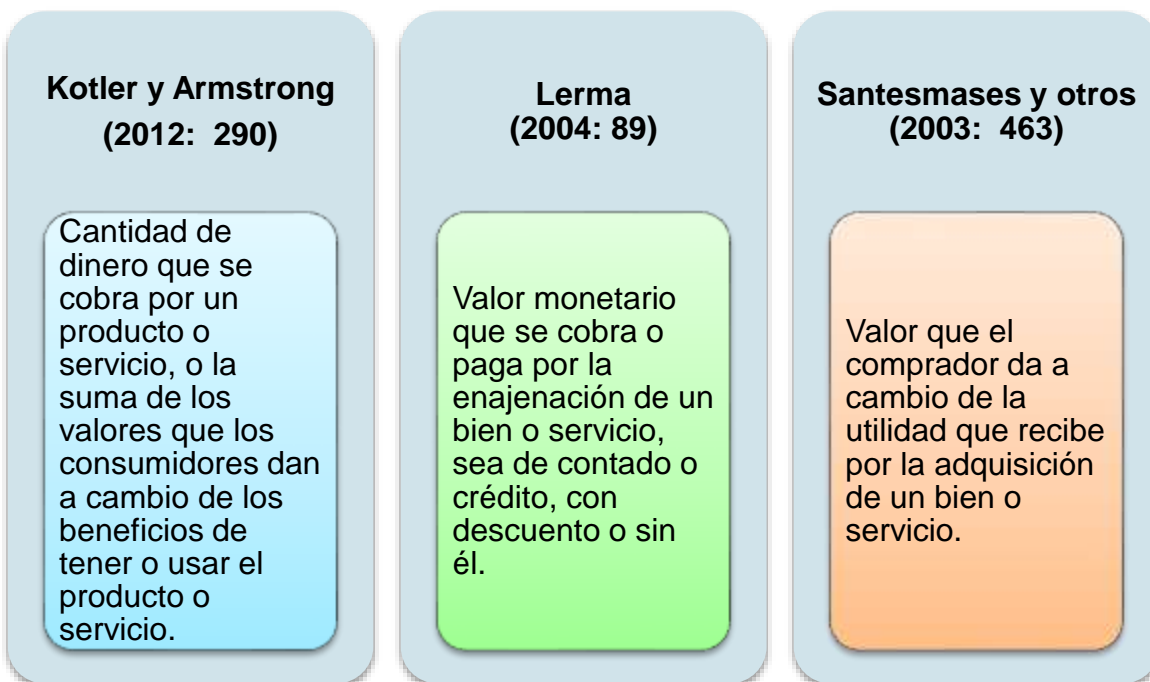 Kotler y Armstrong
(2012: 290)
Cantidad de
dinero que se
cobra por un
producto o
servicio, o la
suma de los
valores que los
consumidores dan
a cambio de los
beneficios de
tener o usar el
producto o
servicio.
Lerma
(2004: 89)
Valor monetario
que se cobra o
paga por la
enajenación de un
bien o servicio,
sea de contado o
crédito, con
descuento o sin
él.
Santesmases y otros
(2003: 463)
Valor que el
comprador da a
cambio de la
utilidad que recibe
por la adquisición
de un bien o
servicio.